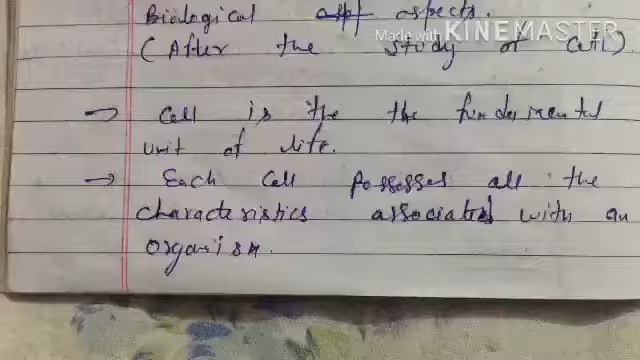 Biological aspects.
Made with KINEMASTER
(After the study of cell).
→ Cell is the the fundamental
unit of life.
→ Each cell possesses all the
characteristics associated with an
organism.